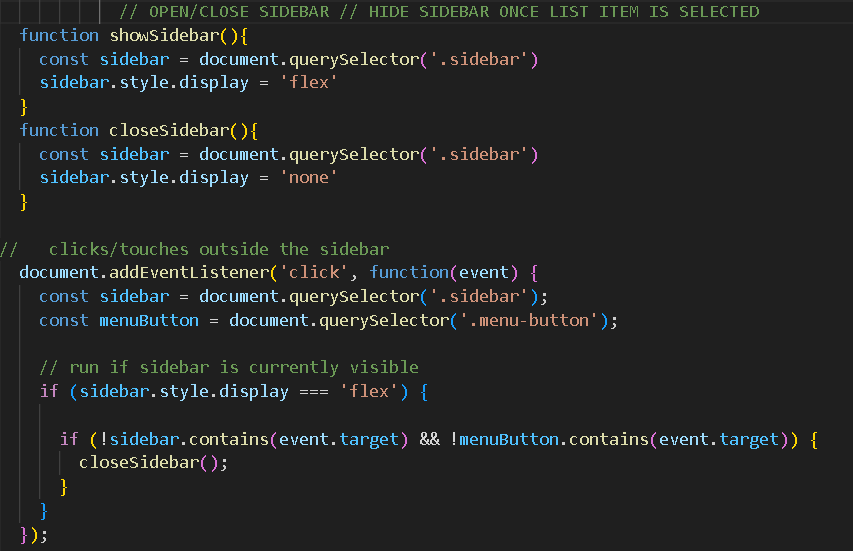 // OPEN/CLOSE SIDEBAR // HIDE SIDEBAR ONCE LIST ITEM IS SELECTED
function showSidebar(){
const sidebar = document.querySelector('.sidebar')
sidebar.style.display = 'flex'
}
function closeSidebar(){
const sidebar = document.querySelector('.sidebar')
sidebar.style.display = 'none'
}
// clicks/touches outside the sidebar
document.addEventListener('click', function(event) {
const sidebar = document.querySelector('.sidebar');
const menuButton = document.querySelector('.menu-button');
// run if sidebar is currently visible
if (sidebar.style.display === 'flex') {
if (!sidebar.contains(event.target) && !menuButton.contains(event.target)) {
closeSidebar();
}
}
});